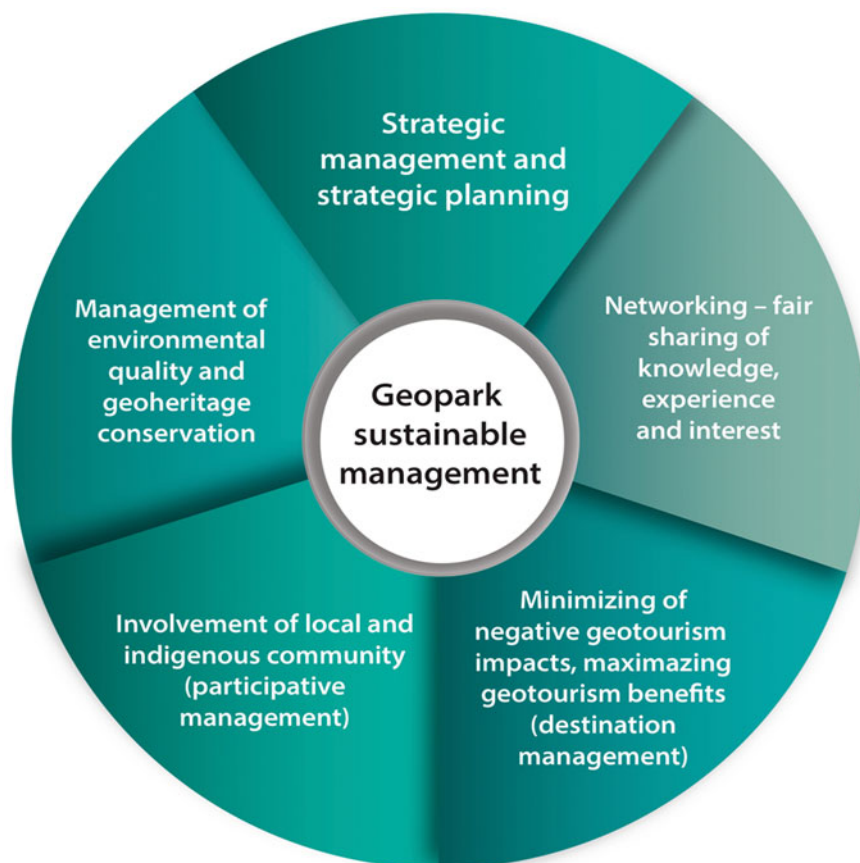 Strategic
management and
strategic planning
Networking – fair
sharing of
knowledge,
experience
and interest
Minimizing of
negative geotourism
impacts, maximazing
geotourism benefits
(destination
management)
Involvement of local and
indigenous community
(participative
management)
Management of
environmental
quality and
geoheritage
conservation
Geopark
sustainable
management